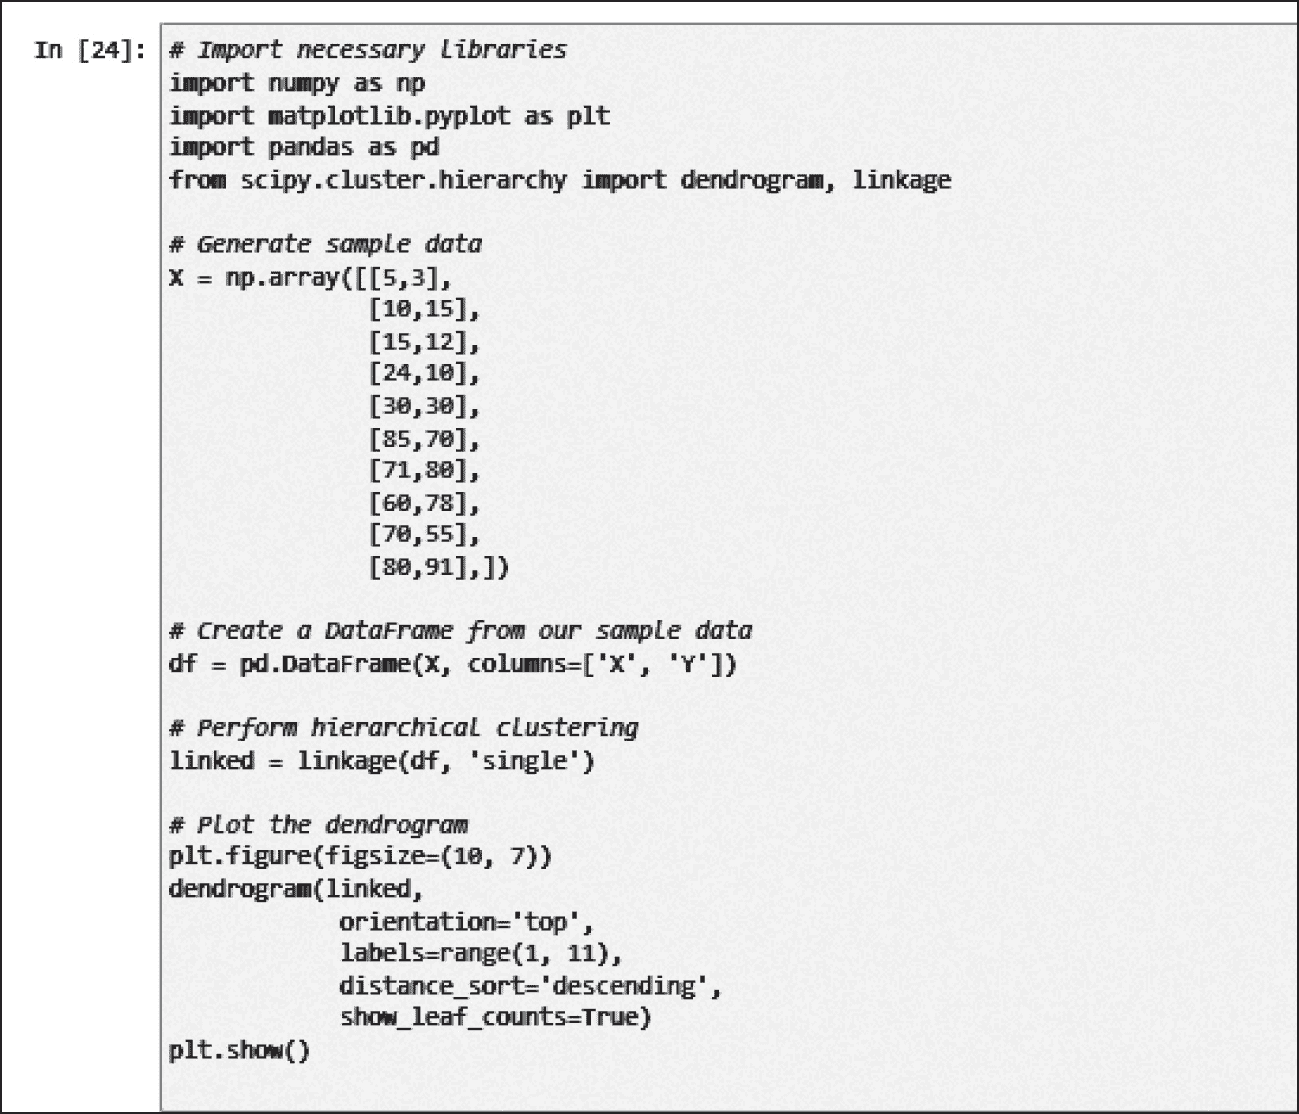 In [24]: # Import necessary libraries
import numpy as np
import matplotlib.pyplot as plt
import pandas as pd
from scipy.cluster.hierarchy import dendrogram, linkage

# Generate sample data
X = np.array([[5,3],
              [10,15],
              [15,12],
              [24,10],
              [30,30],
              [85,70],
              [71,80],
              [60,78],
              [70,55],
              [80,91],])

# Create a DataFrame from our sample data
df = pd.DataFrame(X, columns=['X', 'Y'])

# Perform hierarchical clustering
linked = linkage(df, 'single')

# Plot the dendrogram
plt.figure(figsize=(10, 7))
dendrogram(linked,
            orientation='top',
            labels=range(1, 11),
            distance_sort='descending',
            show_leaf_counts=True)
plt.show()